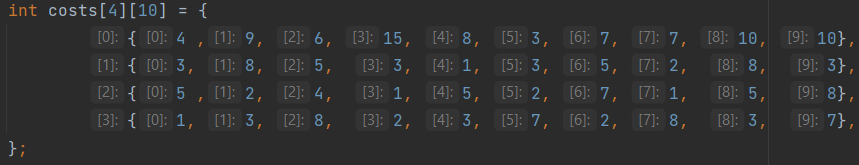 int costs[4][10] = {
[0]: { [0]: 4 , [1]: 9, [2]: 6, [3]: 15, [4]: 8, [5]: 3, [6]: 7, [7]: 7, [8]: 10, [9]: 10},
[1]: { [0]: 3, [1]: 8, [2]: 5, [3]: 3, [4]: 1, [5]: 3, [6]: 5, [7]: 2, [8]: 8, [9]: 3},
[2]: { [0]: 5 , [1]: 2, [2]: 4, [3]: 1, [4]: 5, [5]: 2, [6]: 7, [7]: 1, [8]: 5, [9]: 8},
[3]: { [0]: 1, [1]: 3, [2]: 8, [3]: 2, [4]: 3, [5]: 7, [6]: 2, [7]: 8, [8]: 3, [9]: 7},
};